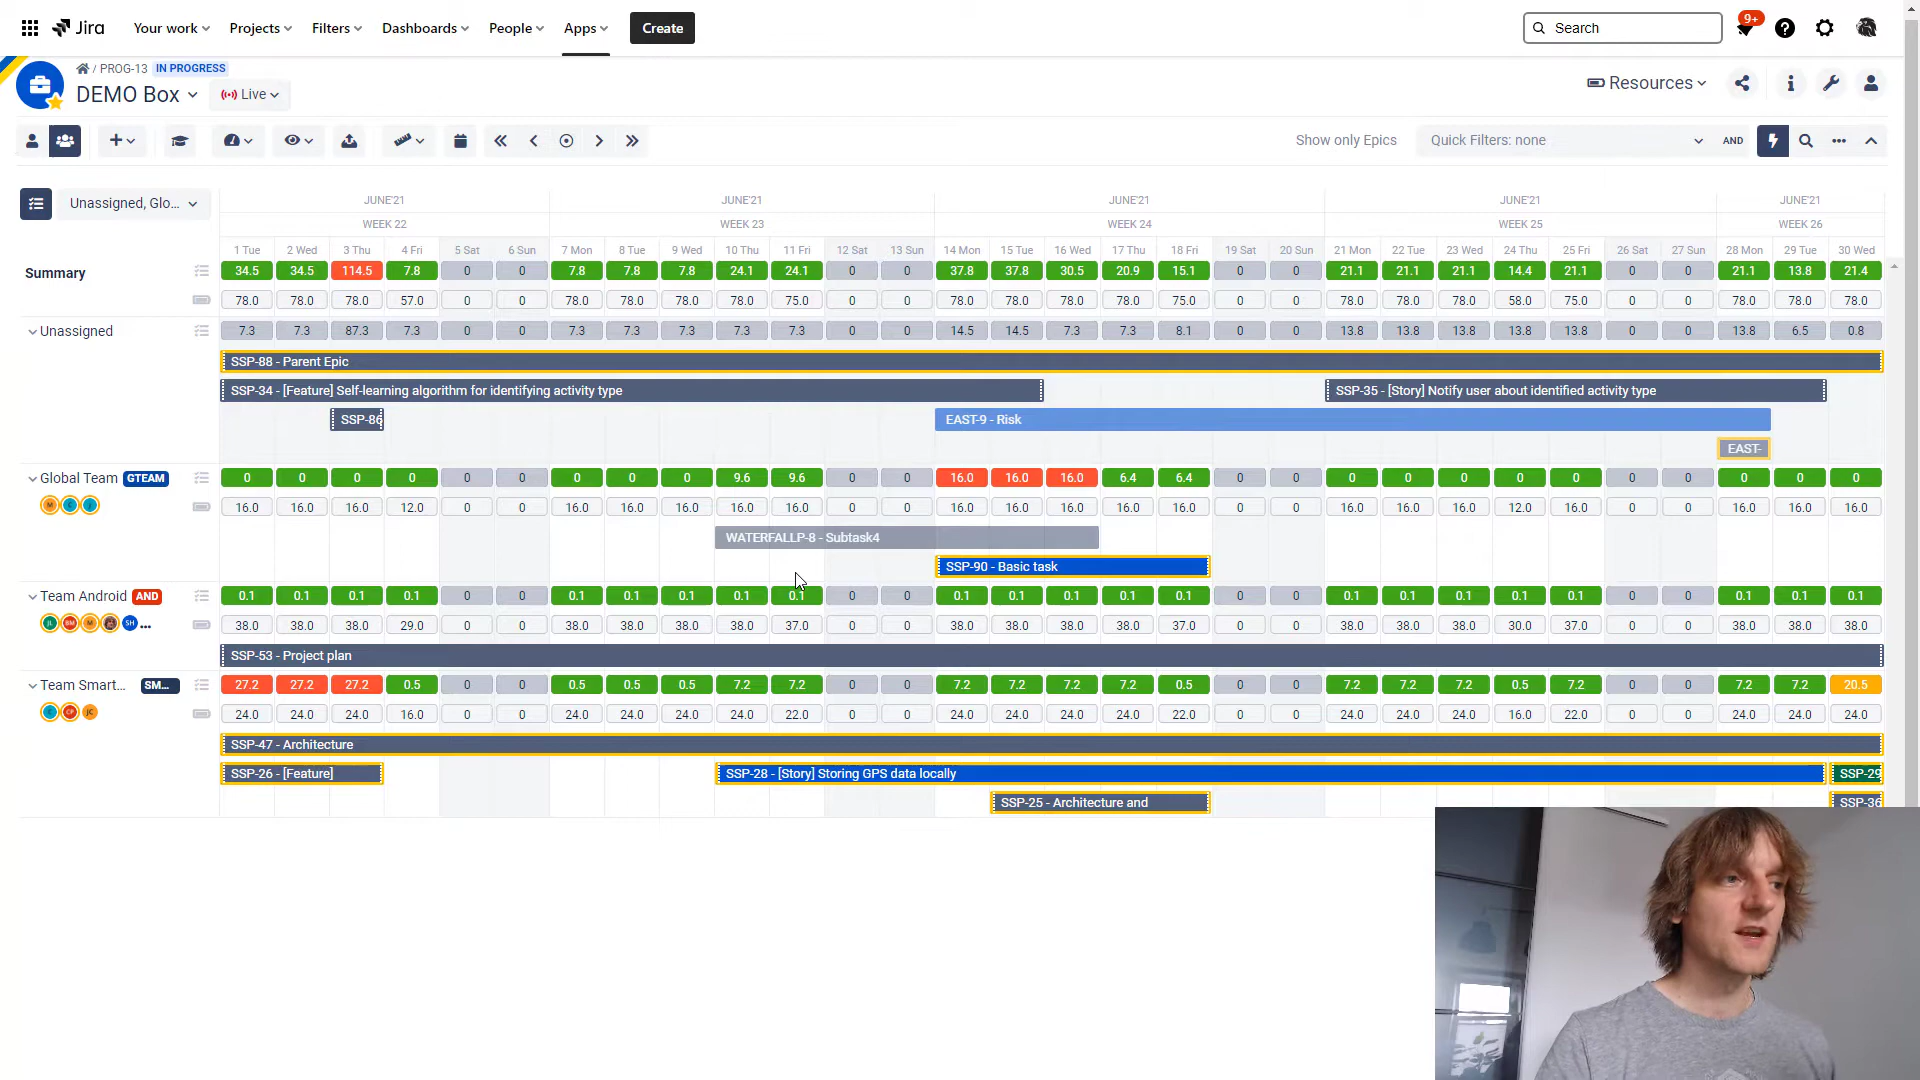 Jira Your work Projects Filters Dashboards People Apps Create Search 9+
/ PROG-13 IN PROGRESS
DEMO Box Live Resources
Show only Epics Quick Filters: none AND
Unassigned, Glo...
JUNE'21 JUNE'21 JUNE'21 JUNE'21 JUNE'21
WEEK 22 WEEK 23 WEEK 24 WEEK 25 WEEK 26
1 Tue 2 Wed 3 Thu 4 Fri 5 Sat 6 Sun 7 Mon 8 Tue 9 Wed 10 Thu 11 Fri 12 Sat 13 Sun 14 Mon 15 Tue 16 Wed 17 Thu 18 Fri 19 Sat 20 Sun 21 Mon 22 Tue 23 Wed 24 Thu 25 Fri 26 Sat 27 Sun 28 Mon 29 Tue 30 Wed
Summary 34.5 34.5 114.5 7.8 0 0 7.8 7.8 7.8 24.1 24.1 0 0 37.8 37.8 30.5 20.9 15.1 0 0 21.1 21.1 21.1 14.4 21.1 0 0 21.1 13.8 21.4
78.0 78.0 78.0 57.0 0 0 78.0 78.0 78.0 78.0 75.0 0 0 78.0 78.0 78.0 78.0 75.0 0 0 78.0 78.0 78.0 58.0 75.0 0 0 78.0 78.0 78.0
Unassigned 7.3 7.3 87.3 7.3 0 0 7.3 7.3 7.3 7.3 7.3 0 0 14.5 14.5 7.3 7.3 8.1 0 0 13.8 13.8 13.8 13.8 13.8 0 0 13.8 6.5 0.8
SSP-88 - Parent Epic
SSP-34 - [Feature] Self-learning algorithm for identifying activity type SSP-35 - [Story] Notify user about identified activity type
SSP-86 EAST-9 - Risk
EAST-
Global Team GTEAM 0 0 0 0 0 0 0 0 0 9.6 9.6 0 0 16.0 16.0 16.0 6.4 6.4 0 0 0 0 0 0 0 0 0 0 0 0
M C J 16.0 16.0 16.0 12.0 0 0 16.0 16.0 16.0 16.0 16.0 0 0 16.0 16.0 16.0 16.0 16.0 0 0 16.0 16.0 16.0 12.0 16.0 0 0 16.0 16.0 16.0
WATERFALLP-8 - Subtask4
SSP-90 - Basic task
Team Android AND 0.1 0.1 0.1 0.1 0 0 0.1 0.1 0.1 0.1 0.1 0 0 0.1 0.1 0.1 0.1 0.1 0 0 0.1 0.1 0.1 0.1 0.1 0 0 0.1 0.1 0.1
JL BM M SH ... 38.0 38.0 38.0 29.0 0 0 38.0 38.0 38.0 38.0 37.0 0 0 38.0 38.0 38.0 38.0 37.0 0 0 38.0 38.0 38.0 30.0 37.0 0 0 38.0 38.0 38.0
SSP-53 - Project plan
Team Smart... SM... 27.2 27.2 27.2 0.5 0 0 0.5 0.5 0.5 7.2 7.2 0 0 7.2 7.2 7.2 7.2 0.5 0 0 7.2 7.2 7.2 0.5 7.2 0 0 7.2 7.2 20.5
C CP JC 24.0 24.0 24.0 16.0 0 0 24.0 24.0 24.0 24.0 22.0 0 0 24.0 24.0 24.0 24.0 22.0 0 0 24.0 24.0 24.0 16.0 22.0 0 0 24.0 24.0 24.0
SSP-47 - Architecture
SSP-26 - [Feature] SSP-28 - [Story] Storing GPS data locally SSP-29
SSP-25 - Architecture and SSP-36